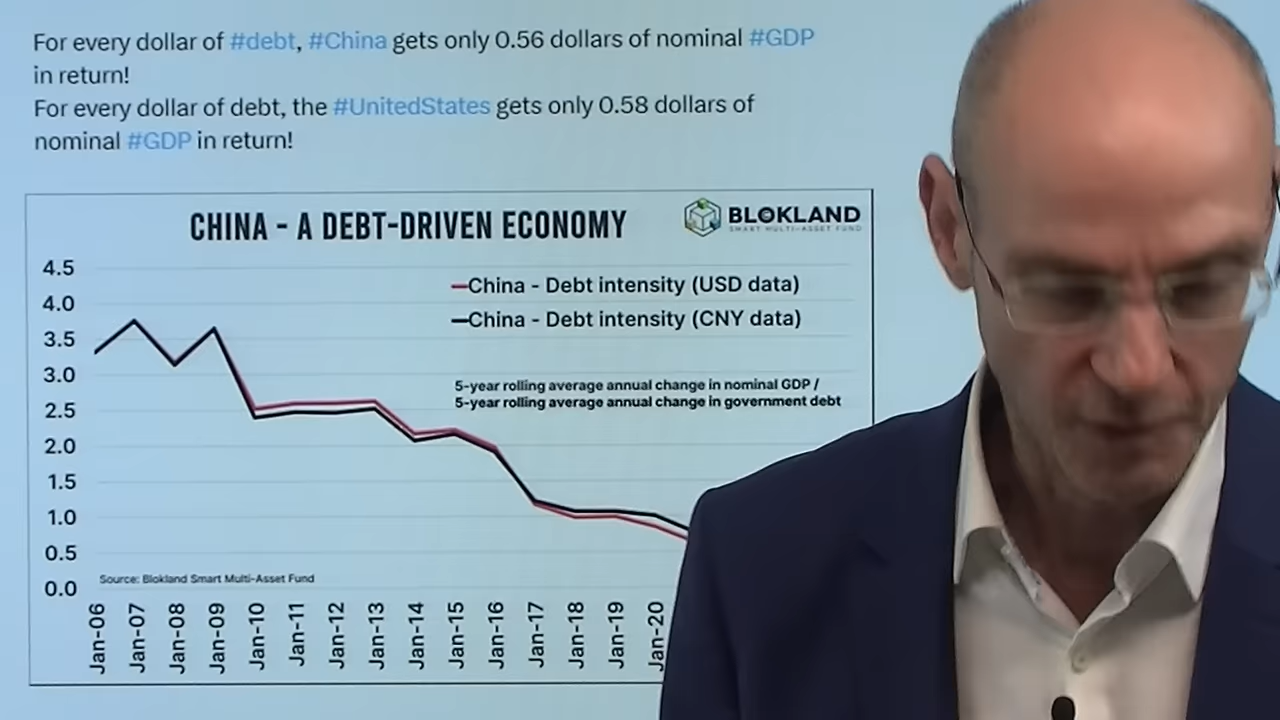 For every dollar of #debt, #China gets only 0.56 dollars of nominal #GDP
in return!
For every dollar of debt, the #UnitedStates gets only 0.58 dollars of
nominal #GDP in return!
CHINA - A DEBT-DRIVEN ECONOMY
BLOKLAND
SMART MULTI-ASSET FUND
4.5
4.0
3.5
3.0
2.5
2.0
1.5
1.0
0.5
0.0
China - Debt intensity (USD data)
China - Debt intensity (CNY data)
5-year rolling average annual change in nominal GDP /
5-year rolling average annual change in government debt
Source: Blokland Smart Multi-Asset Fund
Jan-06
Jan-07
Jan-08
Jan-09
Jan-10
Jan-11
Jan-12
Jan-13
Jan-14
Jan-15
Jan-16
Jan-17
Jan-18
Jan-19
Jan-20